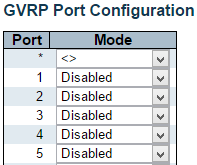 GVRP Port Configuration
Port Mode
* <>
1 Disabled
2 Disabled
3 Disabled
4 Disabled
5 Disabled